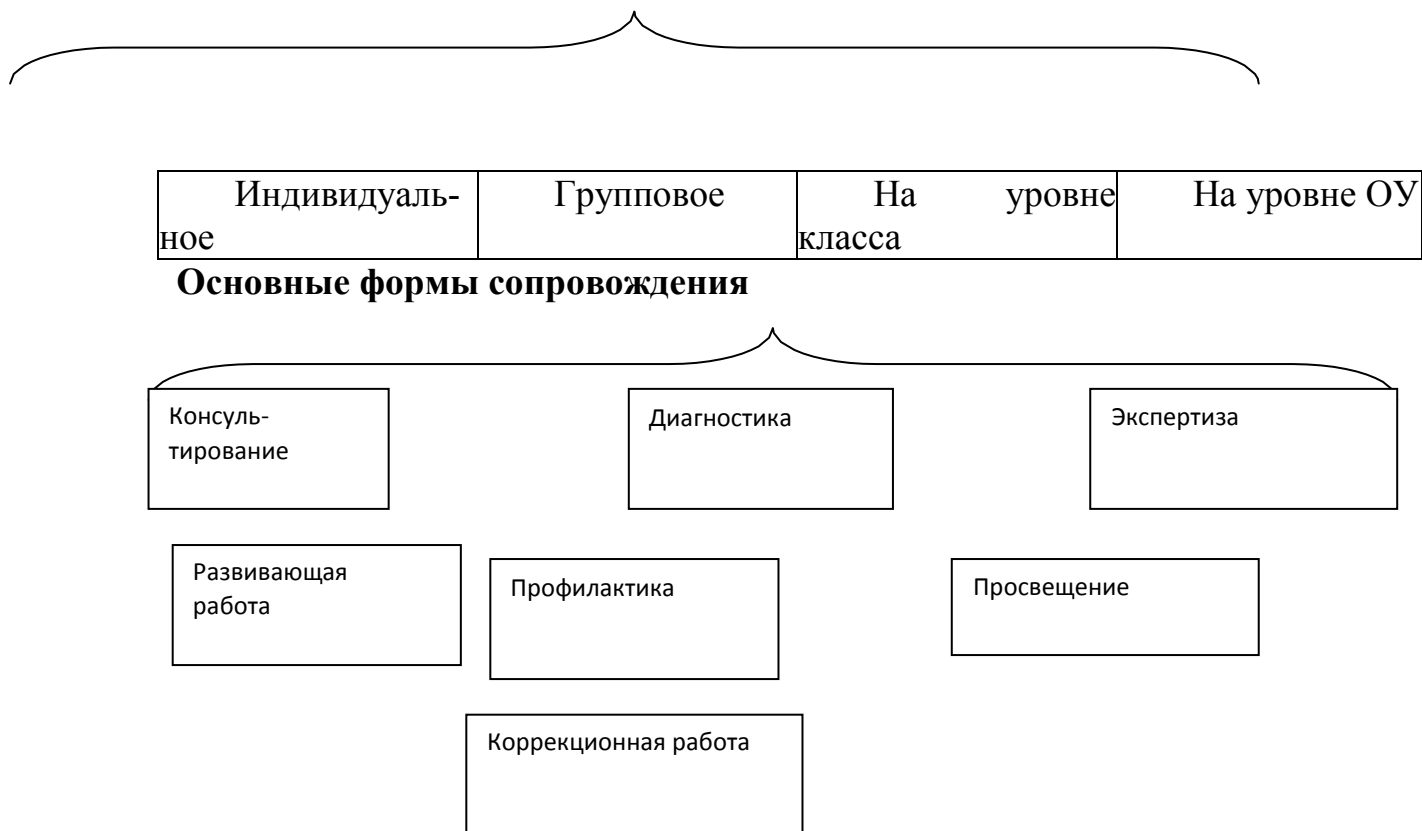 Индивидуаль-
ное
Групповое
На уровне
класса
На уровне ОУ
Основные формы сопровождения
Консуль-
тирование
Диагностика
Экспертиза
Развивающая
работа
Профилактика
Просвещение
Коррекционная работа